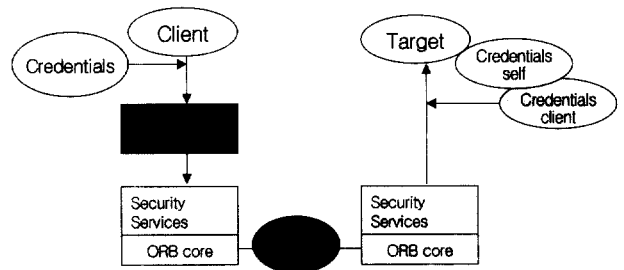 Client
Credentials
Target
Credentials
self
Credentials
client
Security
Services
ORB core
Security
Services
ORB core